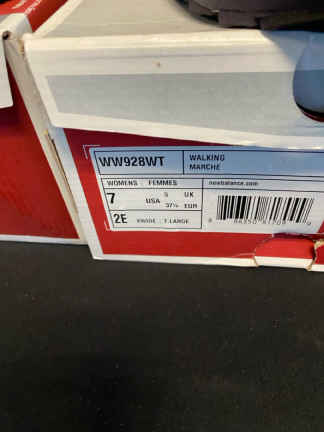 WW928WT
WALKING
MARCHE
WOMENS FEMMES
newbalance.com
7 USA
5 UK
37½ EUR
2E XWIDE T LARGE